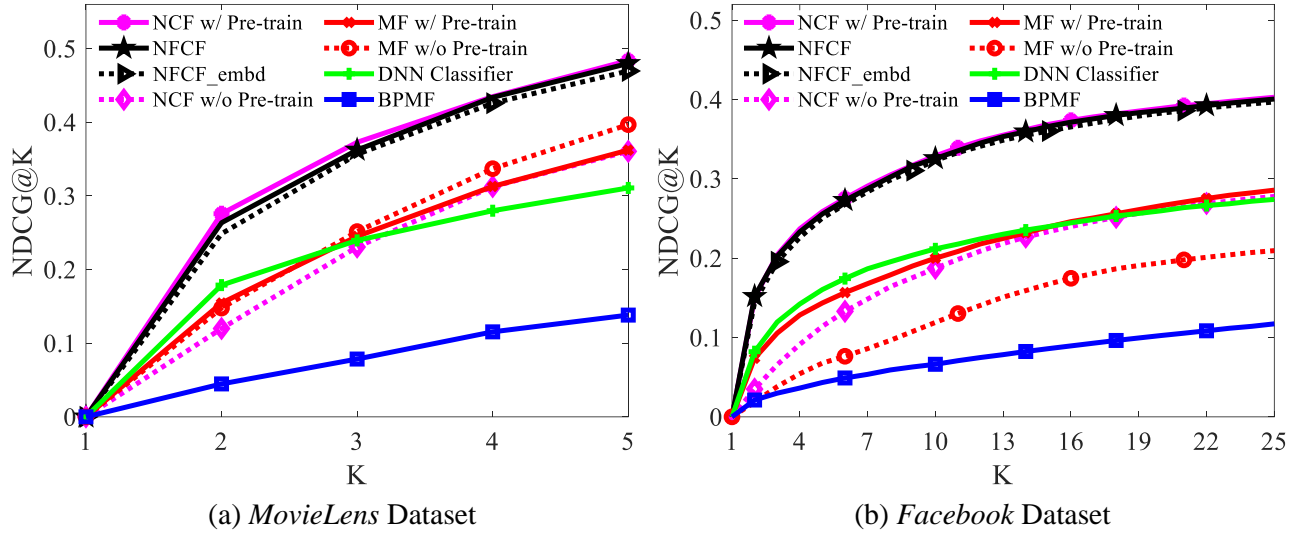 NCF w/ Pre-train
NFCF
NFCF_embd
NCF w/o Pre-train
MF w/ Pre-train
MF w/o Pre-train
DNN Classifier
BPMF
NDCG@K
0.5
0.4
0.3
0.2
0.1
0
1 2 3 4 5
K
(a) MovieLens Dataset
NCF w/ Pre-train
NFCF
NFCF_embd
NCF w/o Pre-train
MF w/ Pre-train
MF w/o Pre-train
DNN Classifier
BPMF
NDCG@K
0.5
0.4
0.3
0.2
0.1
0
1 4 7 10 13 16 19 22 25
K
(b) Facebook Dataset